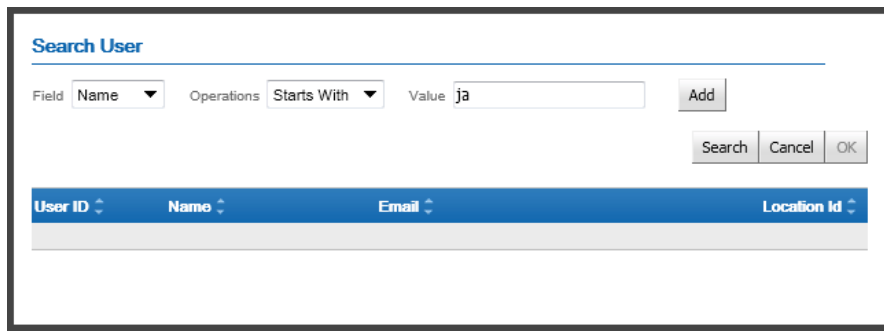 Search User
Field Name Operations Starts With Value ja Add
Search Cancel OK
User ID Name Email Location Id